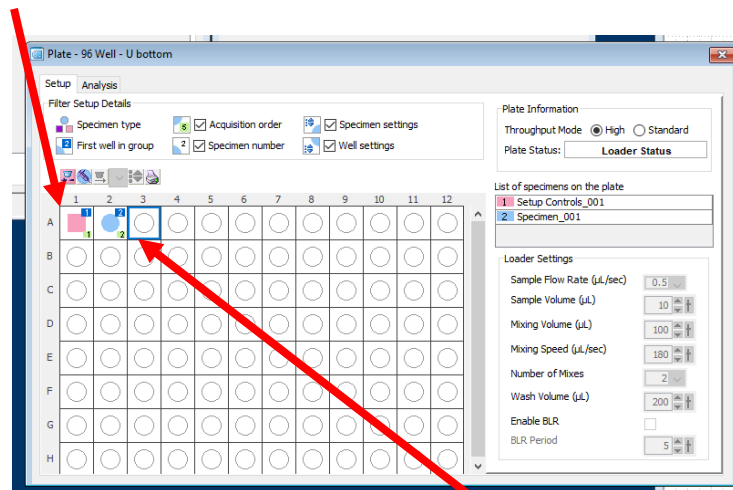 Plate - 96 Well - U bottom
Setup Analysis
Filter Setup Details
Specimen type
5 Acquisition order
Specimen settings
2 First well in group
2 Specimen number
Well settings
Plate Information
Throughput Mode High Standard
Plate Status: Loader Status
List of specimens on the plate
1 Setup Controls_001
2 Specimen_001
1 2 3 4 5 6 7 8 9 10 11 12
A 1 1 2 2
B
C
D
E
F
G
H
Loader Settings
Sample Flow Rate (µL/sec) 0.5
Sample Volume (µL) 10
Mixing Volume (µL) 100
Mixing Speed (µL/sec) 180
Number of Mixes 2
Wash Volume (µL) 200
Enable BLR
BLR Period 5